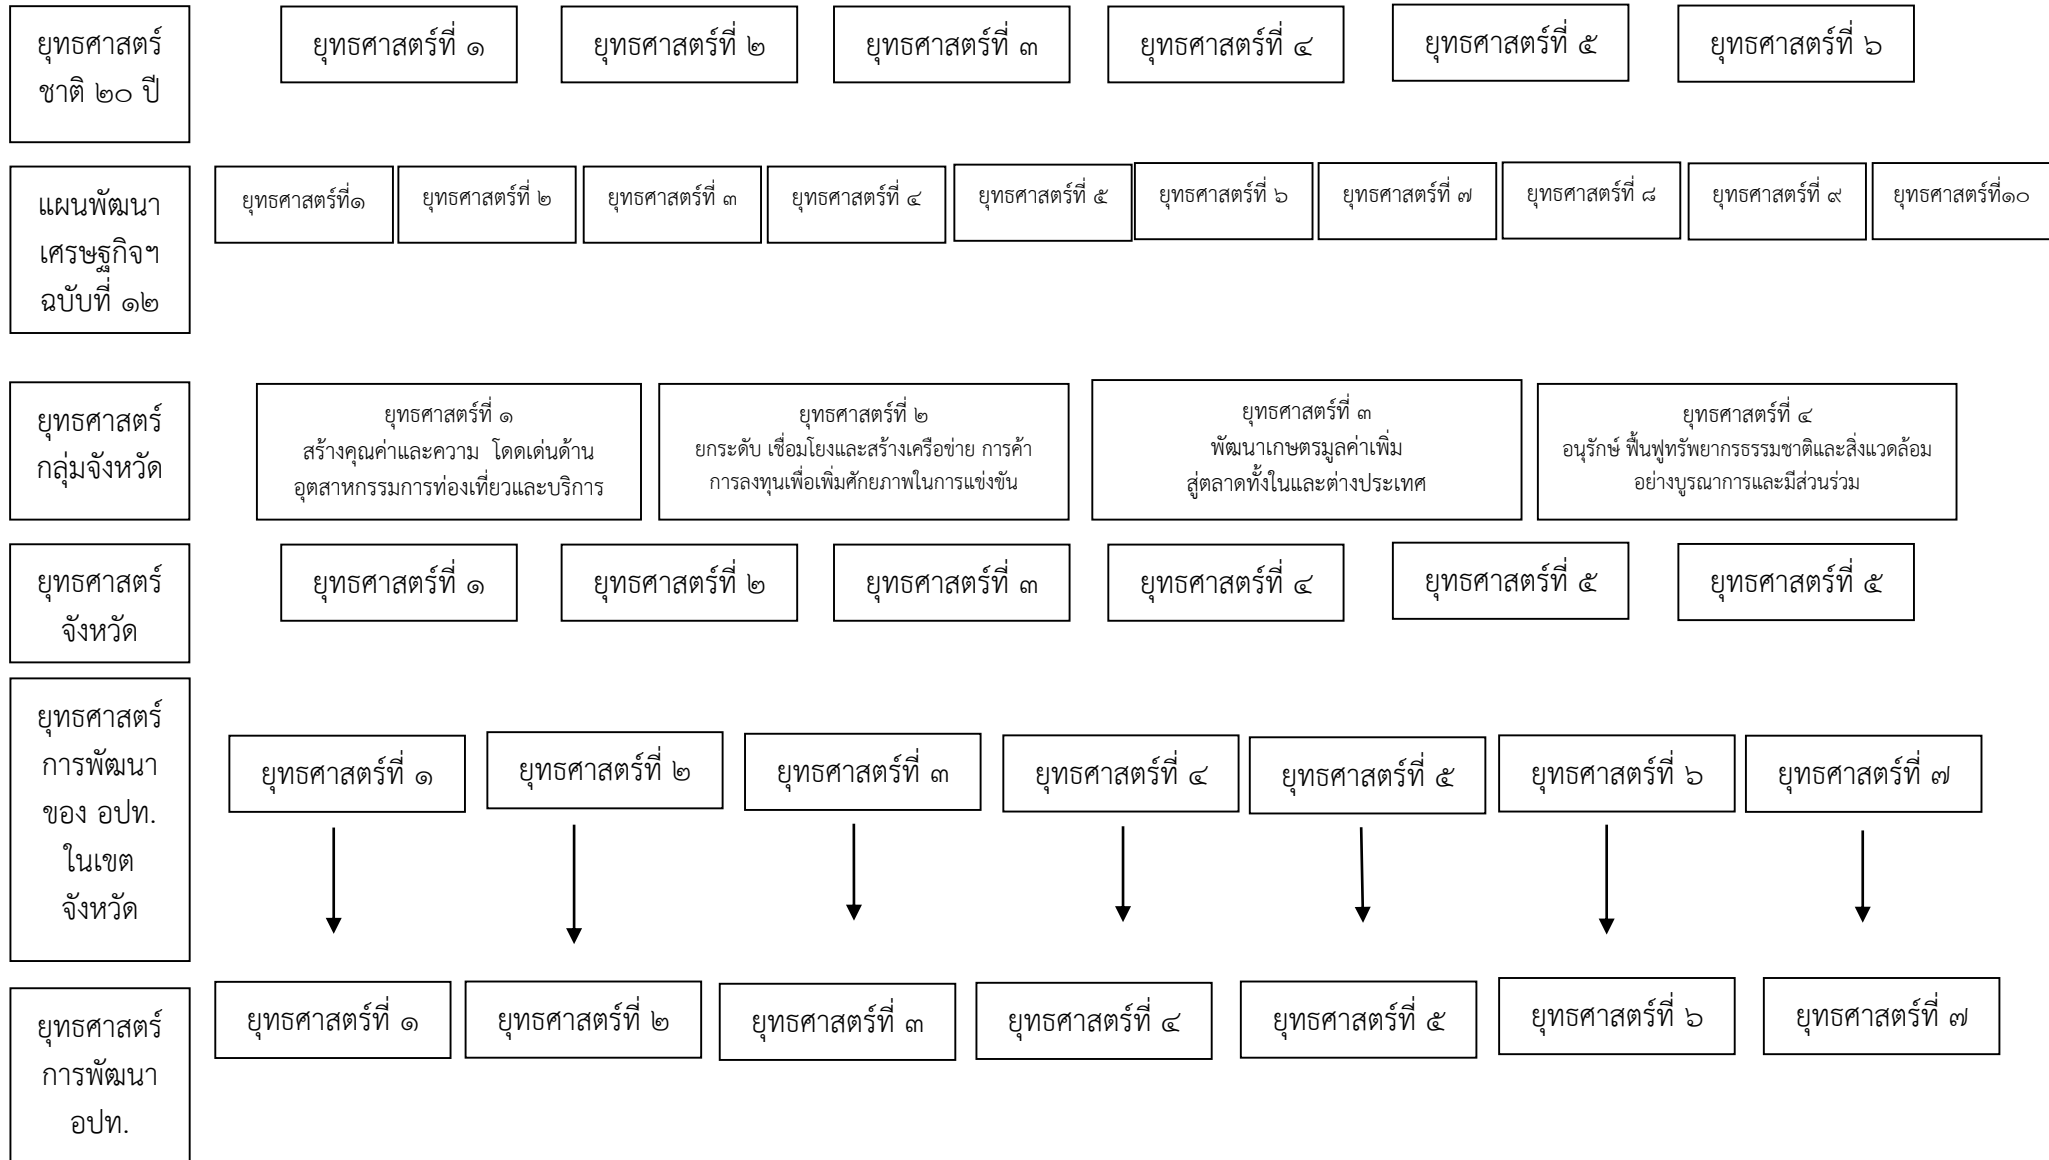 ยุทธศาสตร์
ชาติ ๒๐ ปี
ยุทธศาสตร์ที่ ๑
ยุทธศาสตร์ที่ ๒
ยุทธศาสตร์ที่ ๓
ยุทธศาสตร์ที่ ๔
ยุทธศาสตร์ที่ ๕
ยุทธศาสตร์ที่ ๖
แผนพัฒนา
เศรษฐกิจฯ
ฉบับที่ ๑๒
ยุทธศาสตร์ที่๑
ยุทธศาสตร์ที่ ๒
ยุทธศาสตร์ที่ ๓
ยุทธศาสตร์ที่ ๔
ยุทธศาสตร์ที่ ๕
ยุทธศาสตร์ที่ ๖
ยุทธศาสตร์ที่ ๗
ยุทธศาสตร์ที่ ๘
ยุทธศาสตร์ที่ ๙
ยุทธศาสตร์ที่๑๐
ยุทธศาสตร์
กลุ่มจังหวัด
ยุทธศาสตร์ที่ ๑
สร้างคุณค่าและความ  โดดเด่นด้าน
อุตสาหกรรมการท่องเที่ยวและบริการ
ยุทธศาสตร์ที่ ๒
ยกระดับ เชื่อมโยงและสร้างเครือข่าย การค้า
การลงทุนเพื่อเพิ่มศักยภาพในการแข่งขัน
ยุทธศาสตร์ที่ ๓
พัฒนาเกษตรมูลค่าเพิ่ม
สู่ตลาดทั้งในและต่างประเทศ
ยุทธศาสตร์ที่ ๔
อนุรักษ์ ฟื้นฟูทรัพยากรธรรมชาติและสิ่งแวดล้อม
อย่างบูรณาการและมีส่วนร่วม
ยุทธศาสตร์
จังหวัด
ยุทธศาสตร์ที่ ๑
ยุทธศาสตร์ที่ ๒
ยุทธศาสตร์ที่ ๓
ยุทธศาสตร์ที่ ๔
ยุทธศาสตร์ที่ ๕
ยุทธศาสตร์ที่ ๕
ยุทธศาสตร์
การพัฒนา
ของ อปท.
ในเขต
จังหวัด
ยุทธศาสตร์ที่ ๑
ยุทธศาสตร์ที่ ๒
ยุทธศาสตร์ที่ ๓
ยุทธศาสตร์ที่ ๔
ยุทธศาสตร์ที่ ๕
ยุทธศาสตร์ที่ ๖
ยุทธศาสตร์ที่ ๗
ยุทธศาสตร์
การพัฒนา
อปท.
ยุทธศาสตร์ที่ ๑
ยุทธศาสตร์ที่ ๒
ยุทธศาสตร์ที่ ๓
ยุทธศาสตร์ที่ ๔
ยุทธศาสตร์ที่ ๕
ยุทธศาสตร์ที่ ๖
ยุทธศาสตร์ที่ ๗